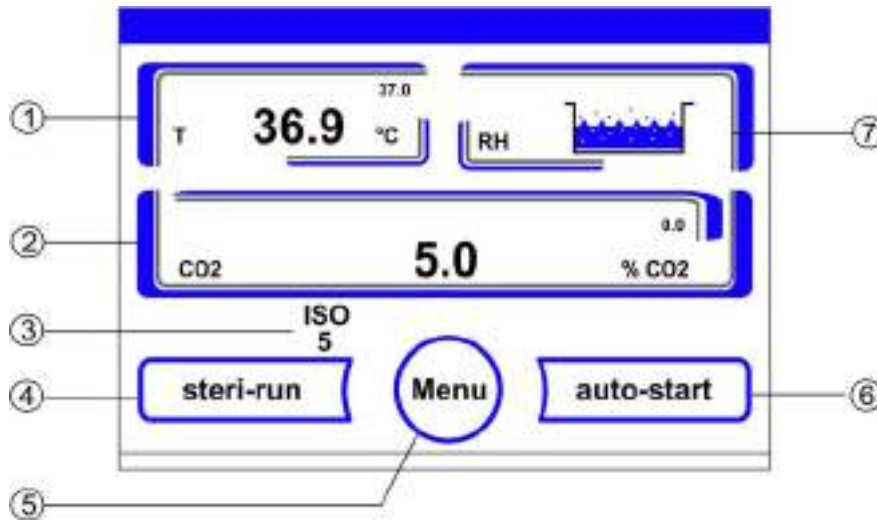 37.0
① T 36.9 °C RH ⑦
0.0
② CO2 5.0 % CO2
③ ISO
5
④ steri-run Menu auto-start ⑥
⑤